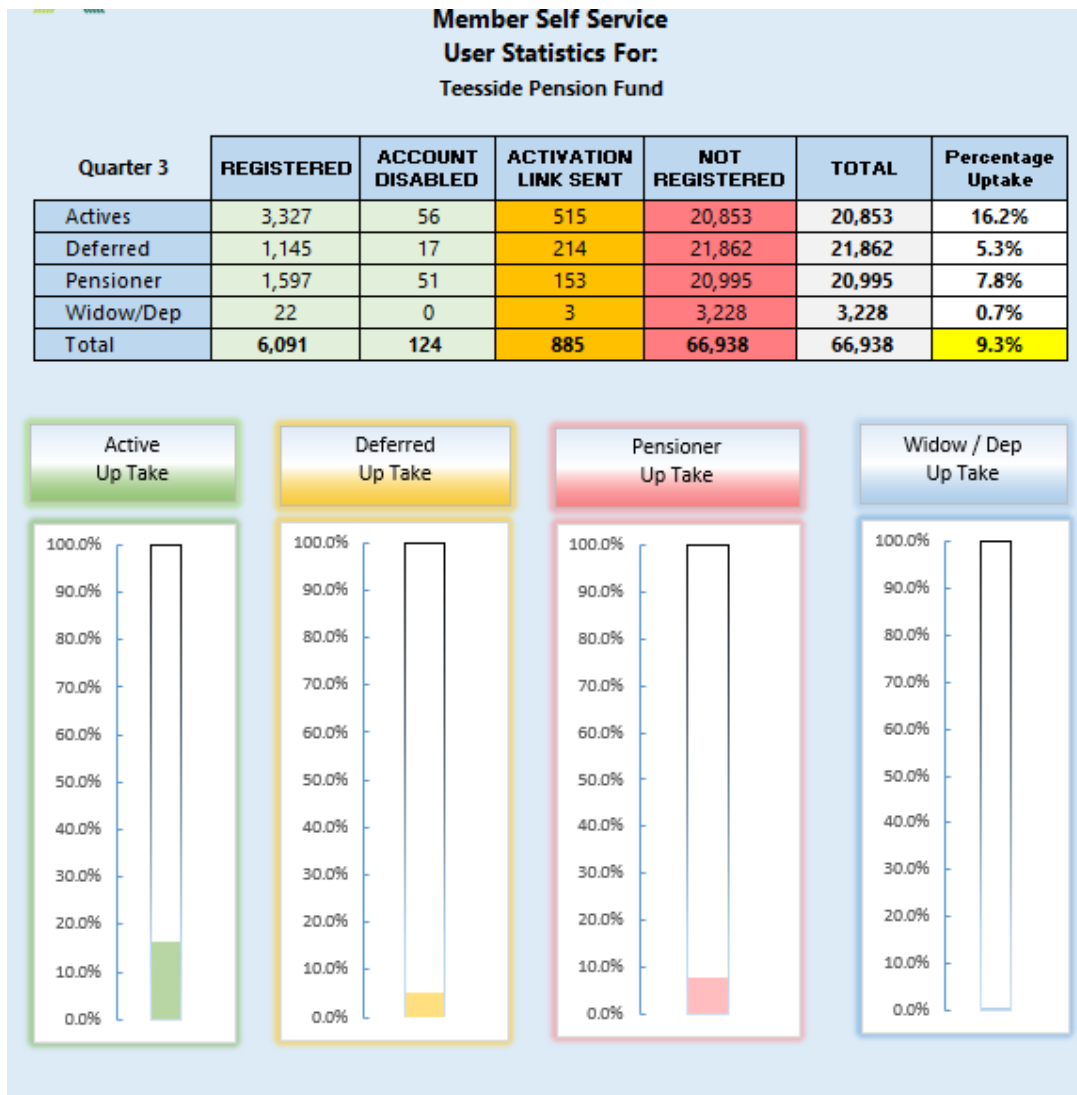 Member Self Service
User Statistics For:
Teesside Pension Fund
Quarter 3 REGISTERED ACCOUNT DISABLED ACTIVATION LINK SENT NOT REGISTERED TOTAL Percentage Uptake
Actives 3,327 56 515 20,853 20,853 16.2%
Deferred 1,145 17 214 21,862 21,862 5.3%
Pensioner 1,597 51 153 20,995 20,995 7.8%
Widow/Dep 22 0 3 3,228 3,228 0.7%
Total 6,091 124 885 66,938 66,938 9.3%
Active
Up Take
100.0%
90.0%
80.0%
70.0%
60.0%
50.0%
40.0%
30.0%
20.0%
10.0%
0.0%
Deferred
Up Take
100.0%
90.0%
80.0%
70.0%
60.0%
50.0%
40.0%
30.0%
20.0%
10.0%
0.0%
Pensioner
Up Take
100.0%
90.0%
80.0%
70.0%
60.0%
50.0%
40.0%
30.0%
20.0%
10.0%
0.0%
Widow / Dep
Up Take
100.0%
90.0%
80.0%
70.0%
60.0%
50.0%
40.0%
30.0%
20.0%
10.0%
0.0%